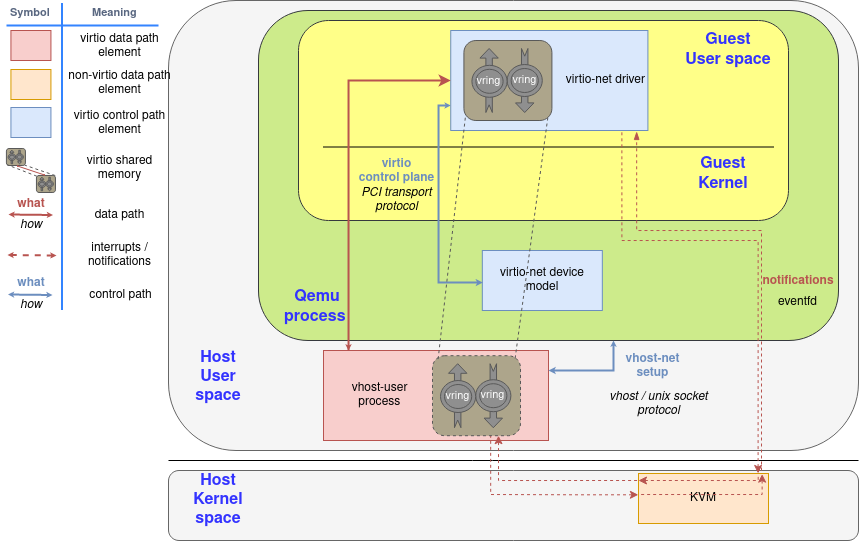 Symbol
Meaning
virtio data path
element
non-virtio data path
element
virtio control path
element
virtio shared
memory
what
how
data path
interrupts /
notifications
what
how
control path
Guest
User space
vring
vring
virtio-net driver
Guest
Kernel
virtio
control plane
PCI transport
protocol
virtio-net device
model
Qemu
process
notifications
eventfd
Host
User
space
vhost-user
process
vring
vring
vhost-net
setup
vhost / unix socket
protocol
Host
Kernel
space
KVM